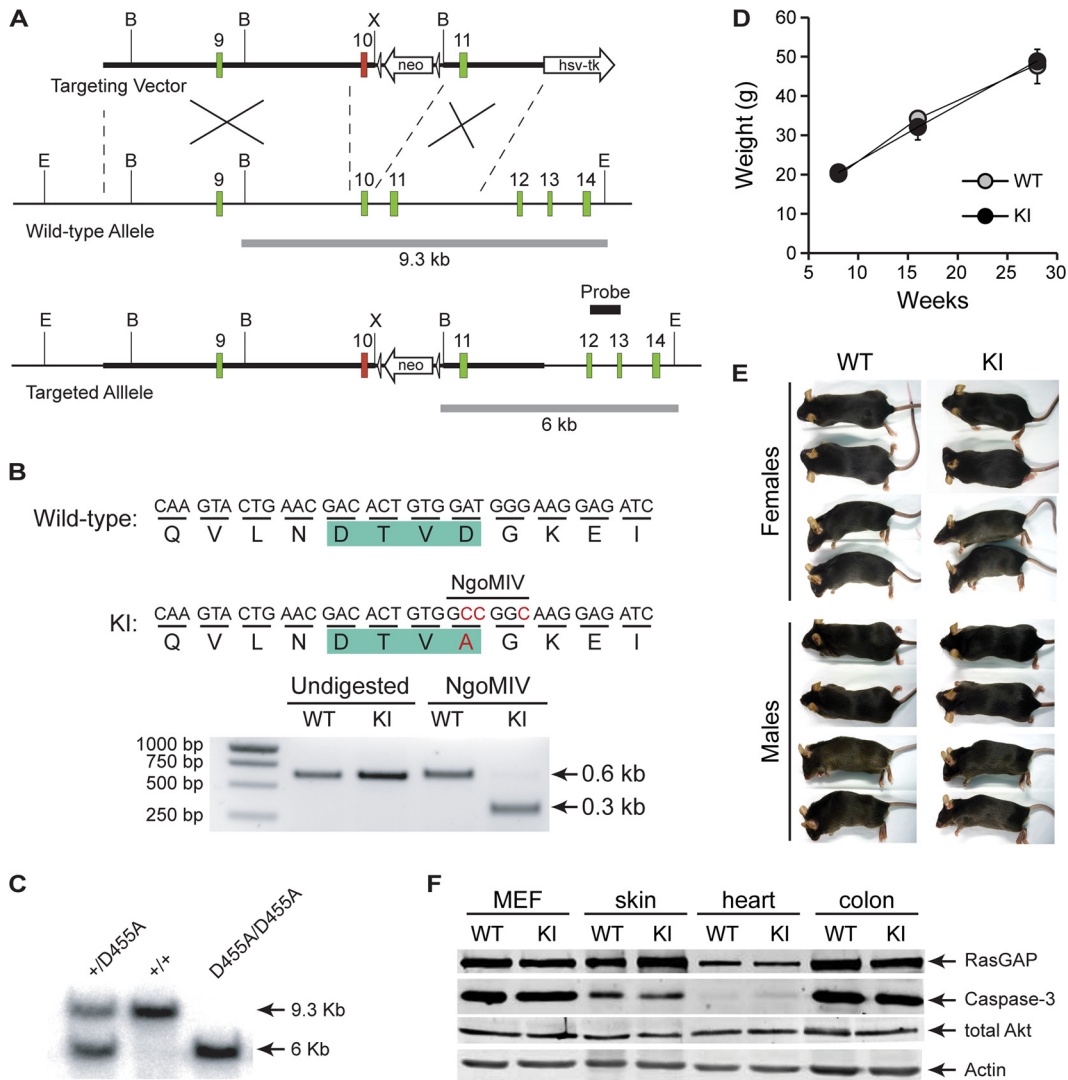 A
B B X B
9 10 11
neo hsv-tk
Targeting Vector
E B B E
9 10 11 12 13 14
Wild-type Allele
9.3 kb
Probe
E B B X B E
9 10 11 12 13 14
neo
Targeted Alllele
6 kb
B
Wild-type:
CAA GTA CTG AAC GAC ACT GTG GAT GGG AAG GAG ATC
Q V L N D T V D G K E I
NgoMIV
KI:
CAA GTA CTG AAC GAC ACT GTG GCC GGC AAG GAG ATC
Q V L N D T V A G K E I
Undigested NgoMIV
WT KI WT KI
1000 bp
750 bp
500 bp
250 bp
0.6 kb
0.3 kb
C
+/D455A
+/+
D455A/D455A
9.3 Kb
6 Kb
D
Weight (g)
60
50
40
30
20
10
0
5 10 15 20 25 30
Weeks
WT
KI
E
WT KI
Females
Males
F
MEF skin heart colon
WT KI WT KI WT KI WT KI
RasGAP
Caspase-3
total Akt
Actin